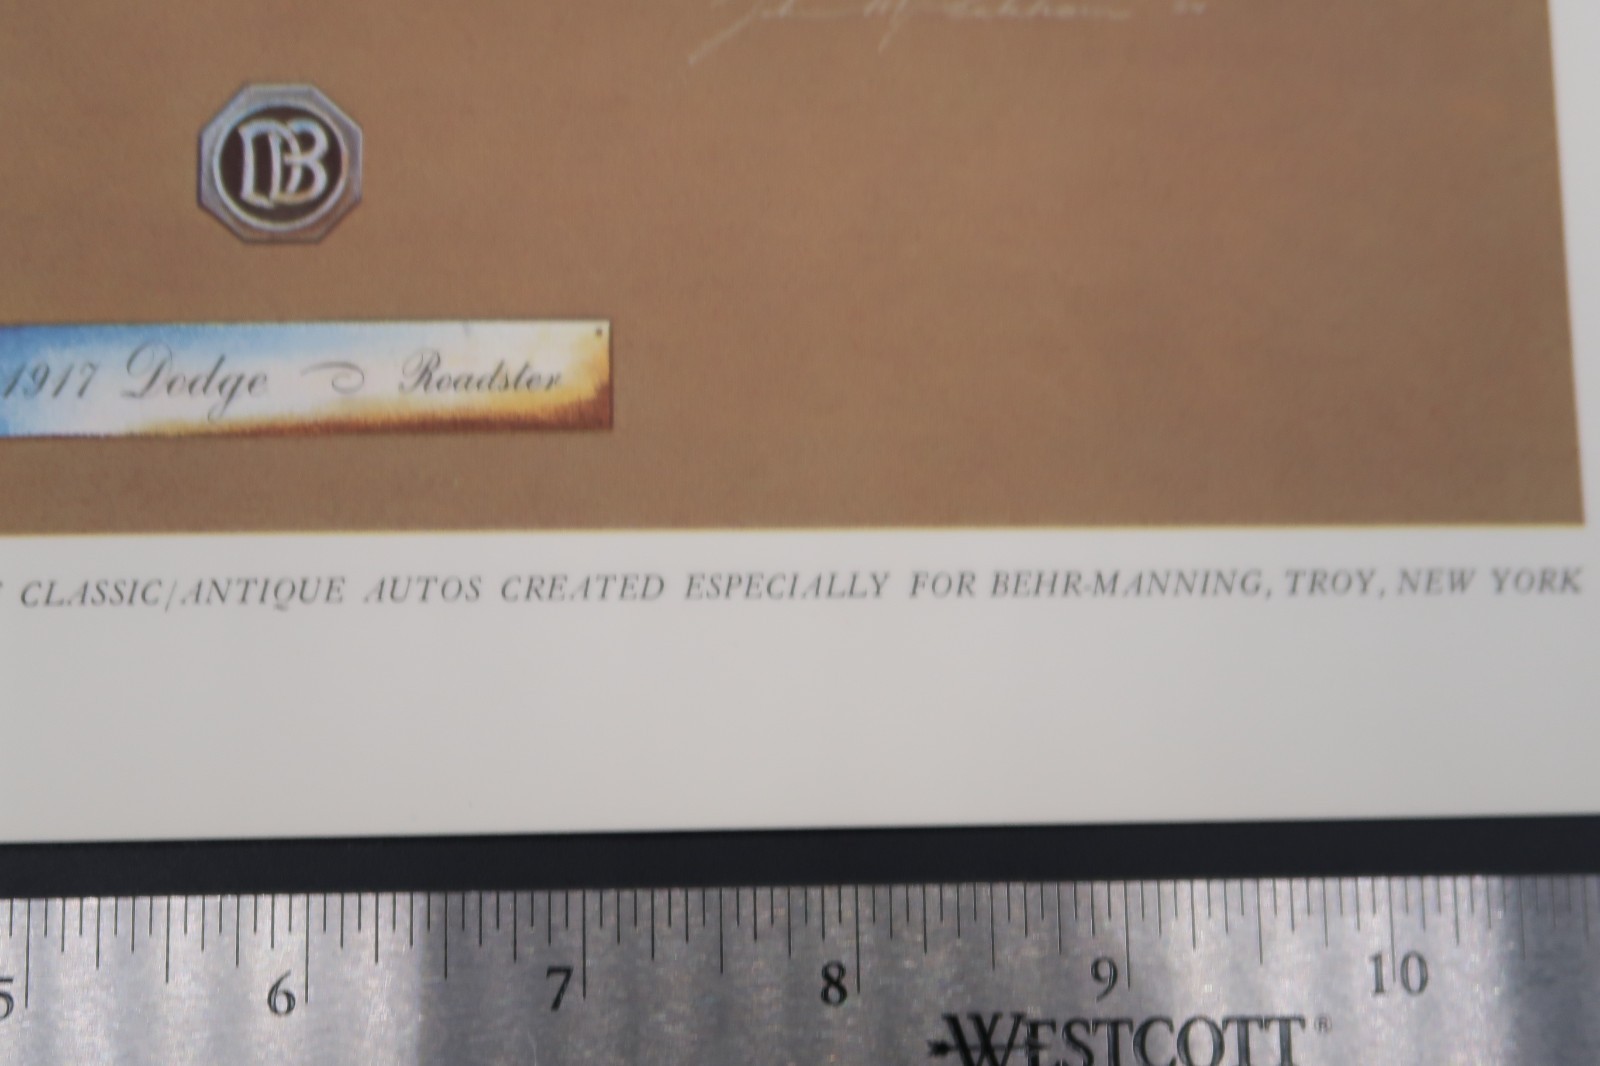 John M.
DB
1917 Dodge Roadster
CLASSIC/ANTIQUE AUTOS CREATED ESPECIALLY FOR BEHR-MANNING, TROY, NEW YORK
5 6 7 8 9 10
WESTCOTT®